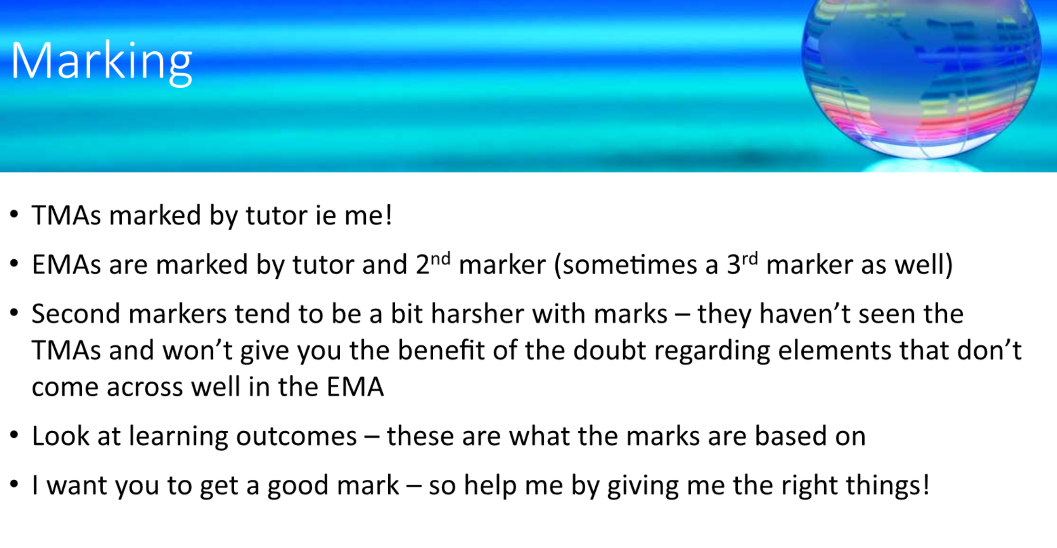 Marking
• TMAs marked by tutor ie me!
• EMAs are marked by tutor and 2nd marker (sometimes a 3rd marker as well)
• Second markers tend to be a bit harsher with marks – they haven’t seen the
TMAs and won’t give you the benefit of the doubt regarding elements that don’t
come across well in the EMA
• Look at learning outcomes – these are what the marks are based on
• I want you to get a good mark – so help me by giving me the right things!